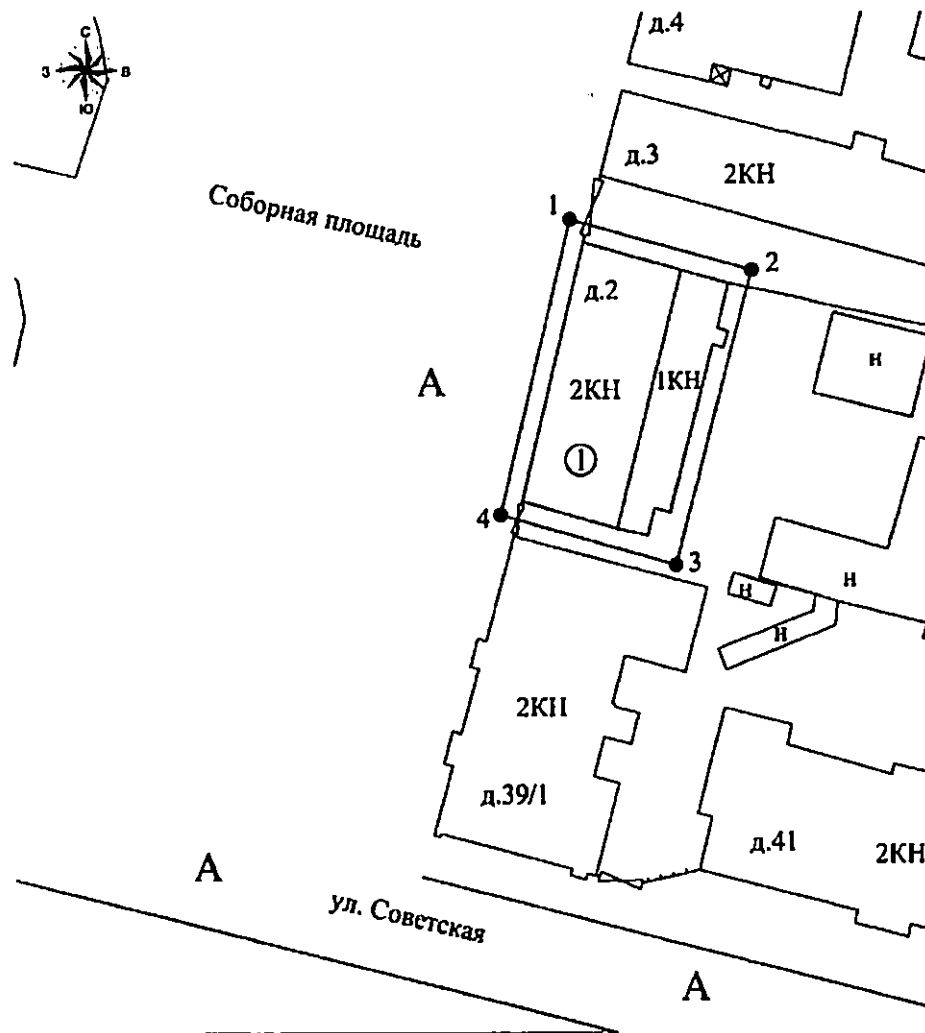 д.4
С
З В
Ю
д.3
2КН
Соборная площадь
1
2
д.2
н
А
2КН
1КН
1
4
3
н
н
н
2КН
д.39/1
д.41
2КН
А
ул. Советская
А